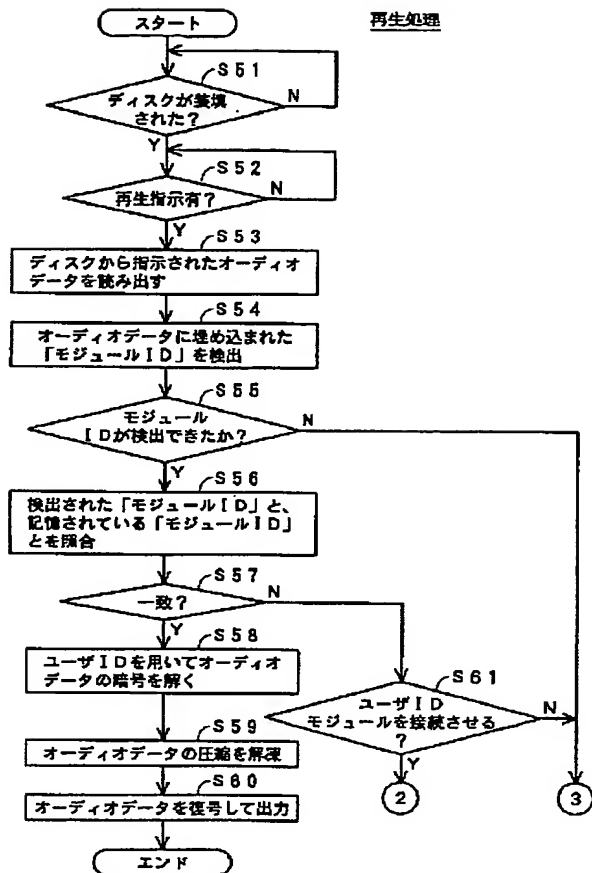 再生処理
スタート
S51
ディスクが装填
された?
N
Y
S52
再生指示有?
N
Y
S53
ディスクから指示されたオーディオ
データを読み出す
S54
オーディオデータに埋め込まれた
「モジュールID」を検出
S55
モジュール
IDが検出できたか?
N
Y
S56
検出された「モジュールID」と、
記憶されている「モジュールID」
とを照合
S57
一致?
N
Y
S58
ユーザIDを用いてオーディオ
データの暗号を解く
S61
ユーザID
モジュールを接続させる
?
N
Y
S59
オーディオデータの圧縮を解凍
S60
オーディオデータを復号して出力
2
3
エンド